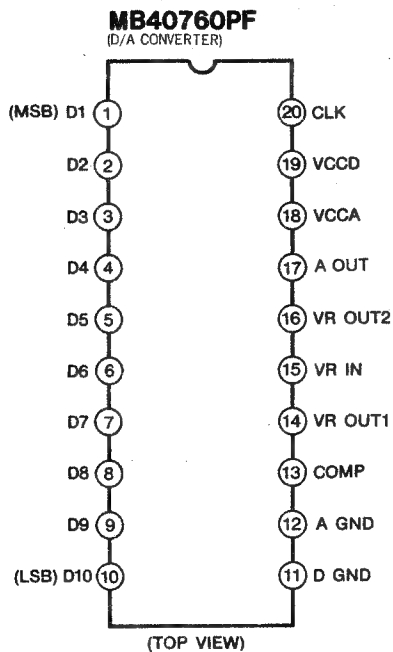 MB40760PF
(D/A CONVERTER)
(MSB) D1 1 20 CLK
D2 2 19 VCCD
D3 3 18 VCCA
D4 4 17 A OUT
D5 5 16 VR OUT2
D6 6 15 VR IN
D7 7 14 VR OUT1
D8 8 13 COMP
D9 9 12 A GND
(LSB) D10 10 11 D GND
(TOP VIEW)